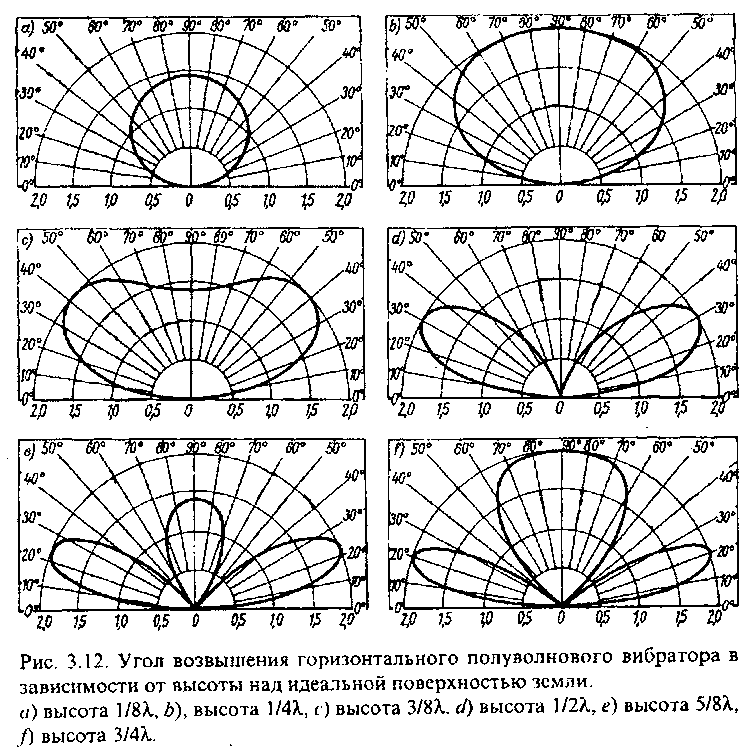 a) 50° 60° 70° 80° 90° 80° 70° 60° 50°
40° 40°
30° 30°
20° 20°
10° 10°
0° 0°
2,0 1,5 1,0 0,5 0 0,5 1,0 1,5 2,0
b) 50° 60° 70° 80° 90° 80° 70° 60° 50°
40° 40°
30° 30°
20° 20°
10° 10°
0° 0°
2,0 1,5 1,0 0,5 0 0,5 1,0 1,5 2,0
c) 50° 60° 70° 80° 90° 80° 70° 60° 50°
40° 40°
30° 30°
20° 20°
10° 10°
0° 0°
2,0 1,5 1,0 0,5 0 0,5 1,0 1,5 2,0
d) 50° 60° 70° 80° 90° 80° 70° 60 50°
40° 40°
30° 30°
20° 20°
10° 10°
0° 0°
2,0 1,5 1,0 0,5 0 0,5 1,0 1,5 2,0
e) 50° 60° 70° 80° 90° 80° 70° 60° 50°
40° 40°
30° 30°
20° 20°
10° 10°
0° 0°
2,0 1,5 1,0 0,5 0 0,5 1,0 1,5 2,0
f) 50° 60° 70° 80° 90° 80° 70° 60° 50°
40° 40°
30° 30°
20° 20°
10° 10°
0° 0°
2,0 1,5 1,0 0,5 0 0,5 1,0 1,5 2,0
Рис. 3.12. Угол возвышения горизонтального полуволнового вибратора в
зависимости от высоты над идеальной поверхностью земли.
a) высота 1/8λ, b), высота 1/4λ, c) высота 3/8λ. d) высота 1/2λ, e) высота 5/8λ,
f) высота 3/4λ.